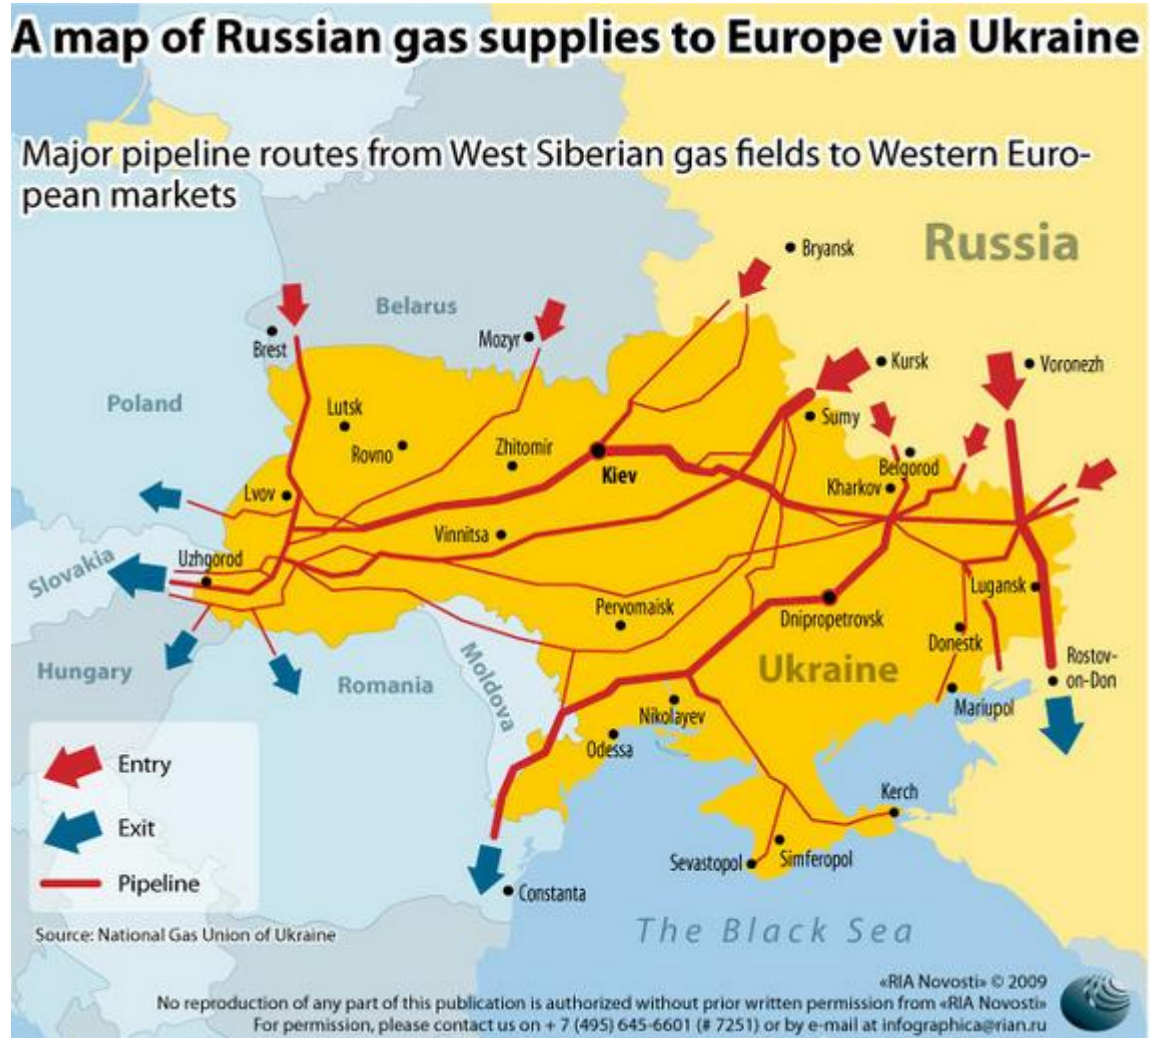 A map of Russian gas supplies to Europe via Ukraine
Major pipeline routes from West Siberian gas fields to Western Euro-
pean markets
Russia
Bryansk
Belarus
Mozyr
Brest
Kursk
Voronezh
Poland
Lutsk
Sumy
Rovno
Zhitomir
Kiev
Belgorod
Kharkov
Lvov
Vinnitsa
Slovakia
Uzhgorod
Lugansk
Pervomaisk
Dnipropetrovsk
Donestk
Hungary
Romania
Moldova
Ukraine
Rostov-
on-Don
Mariupol
Nikolayev
Odessa
Entry
Exit
Pipeline
Kerch
Sevastopol
Simferopol
Constanta
The Black Sea
Source: National Gas Union of Ukraine
«RIA Novosti» © 2009
No reproduction of any part of this publication is authorized without prior written permission from «RIA Novosti»
For permission, please contact us on + 7 (495) 645-6601 (# 7251) or by e-mail at infographica@rian.ru